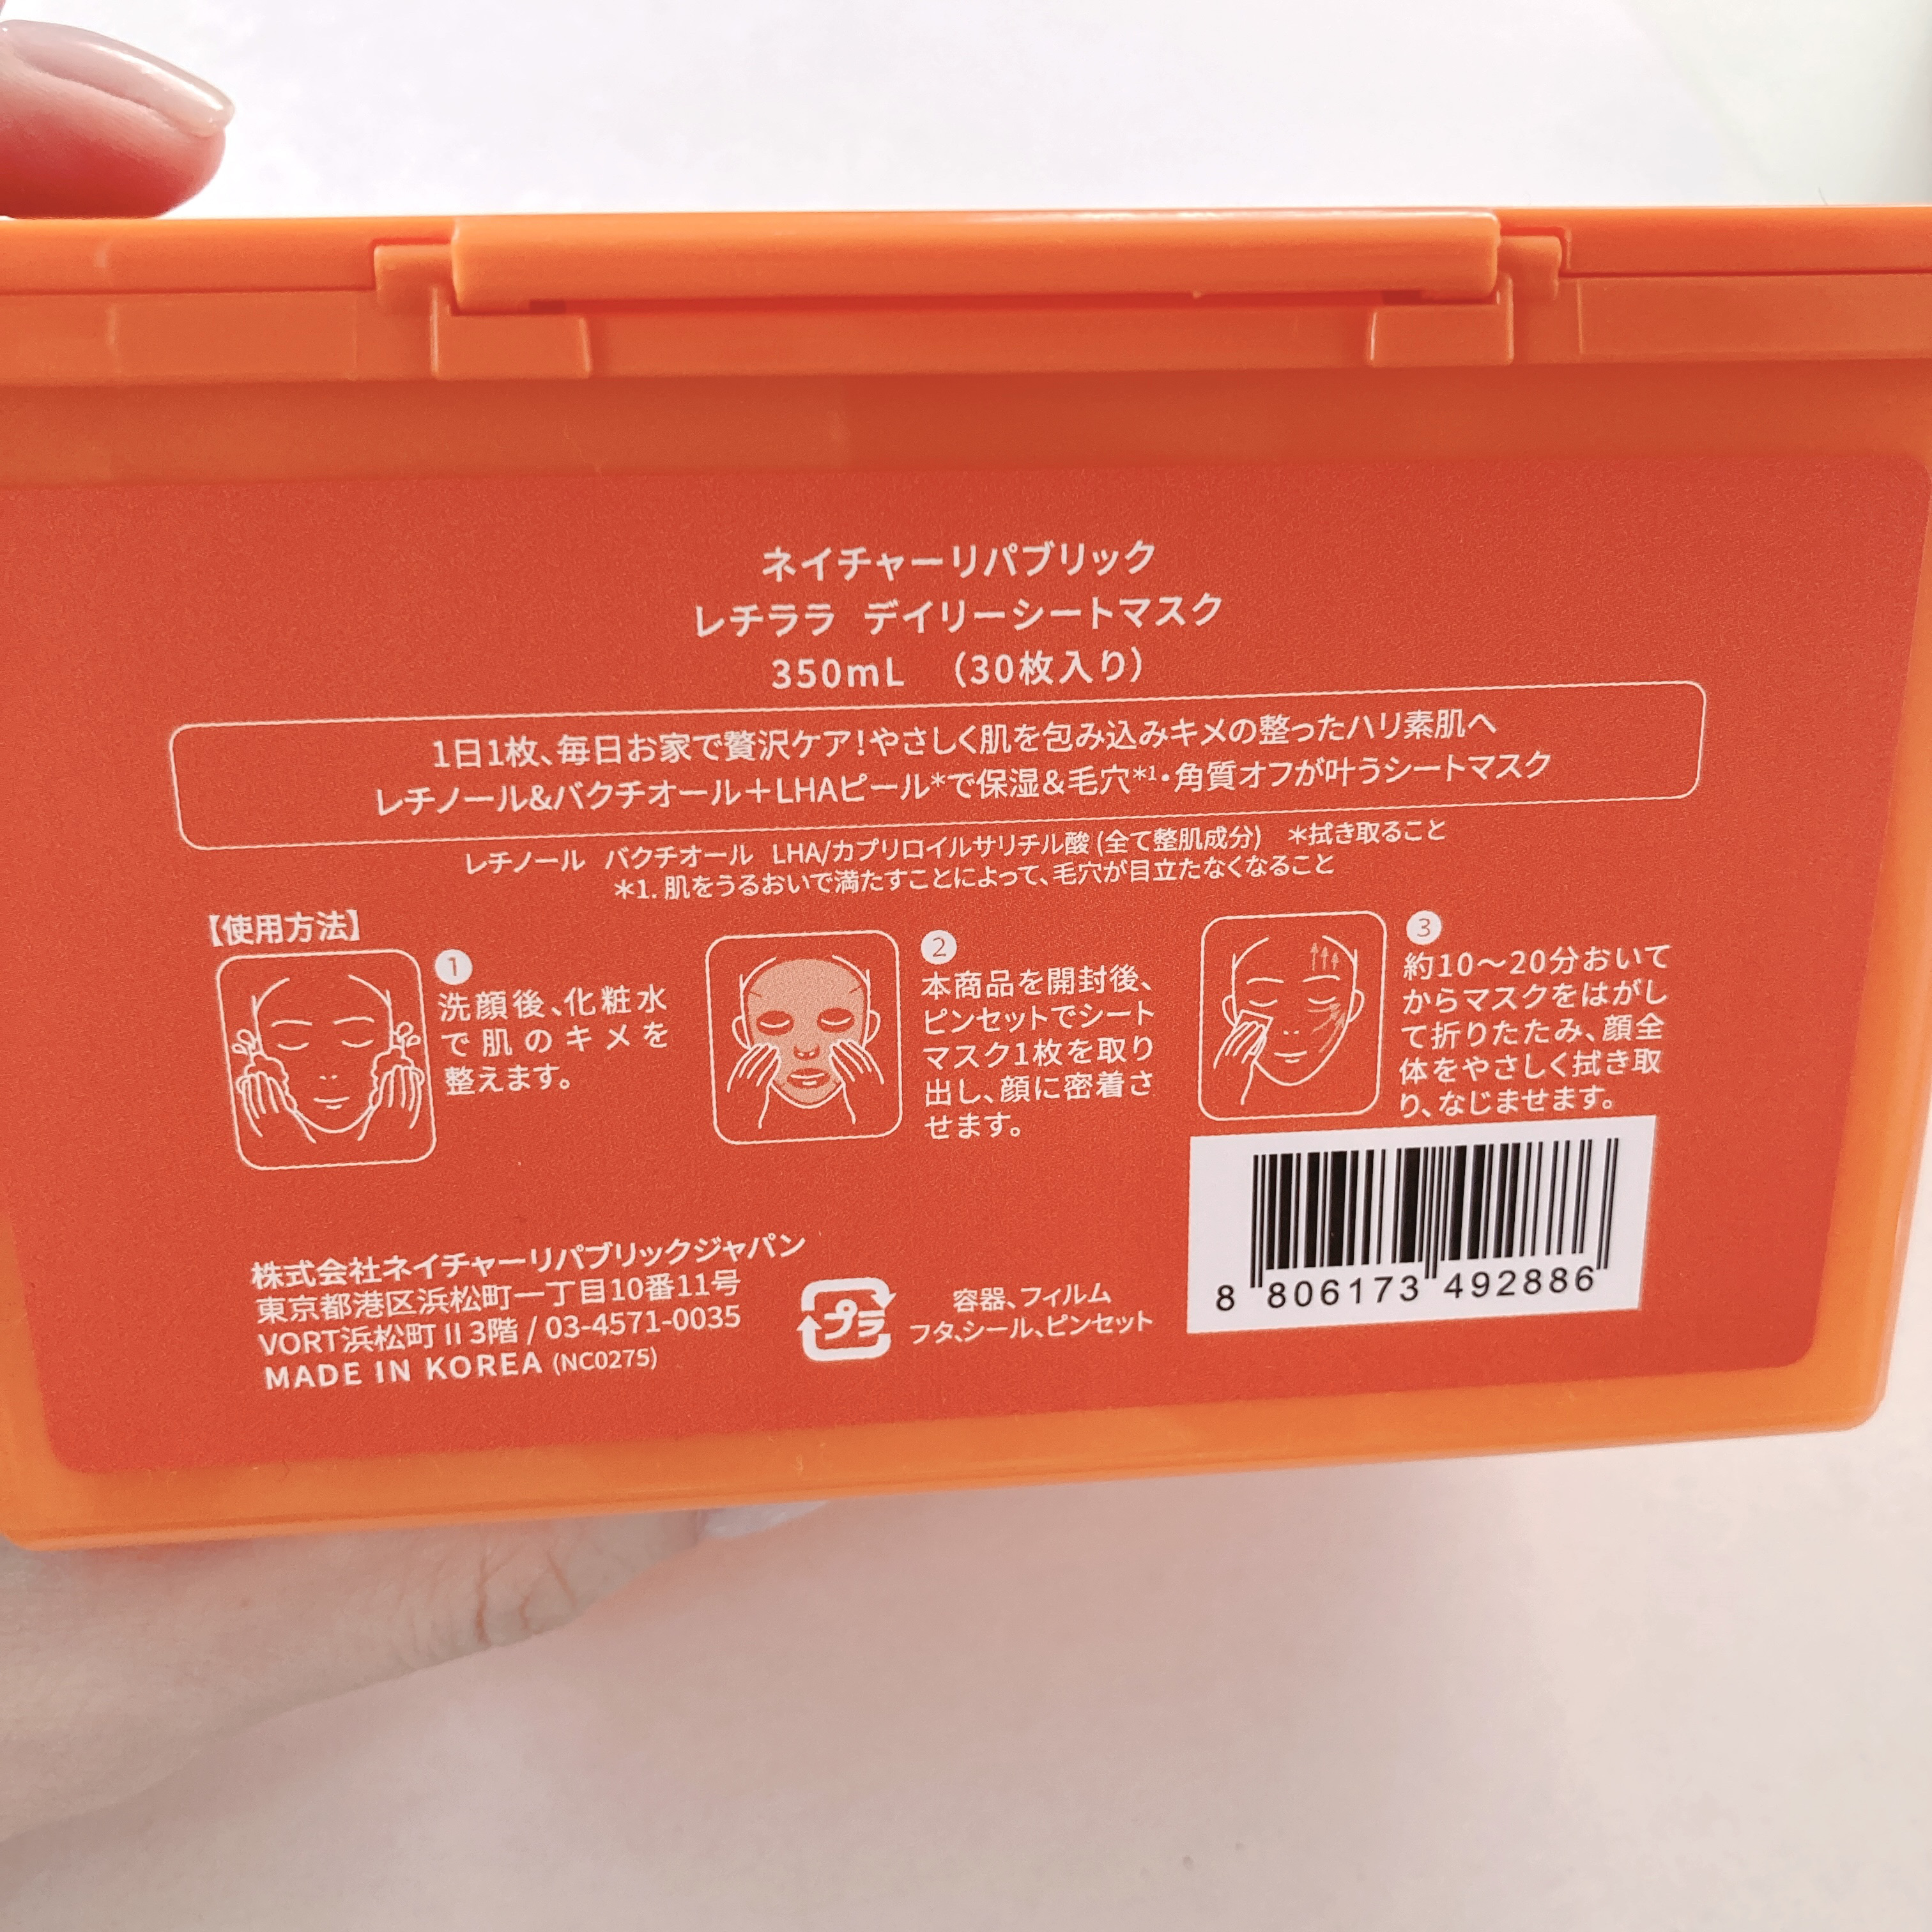 ネイチャーリパブリック
レチララ デイリーシートマスク
350mL （30枚入り）
1日1枚、毎日お家で贅沢ケア！やさしく肌を包み込みキメの整ったハリ素肌へ
レチノール&バクチオール＋LHAピール*で保湿&毛穴*1・角質オフが叶うシートマスク
レチノール バクチオール LHA/カプリロイルサリチル酸 (全て整肌成分) *拭き取ること
*1. 肌をうるおいで満たすことによって、毛穴が目立たなくなること
【使用方法】
1
洗顔後、化粧水
で肌のキメを
整えます。
2
本商品を開封後、
ピンセットでシート
マスク1枚を取り
出し、顔に密着さ
せます。
3
約10～20分おいて
からマスクをはがし
て折りたたみ、顔全
体をやさしく拭き取
り、なじませます。
株式会社ネイチャーリパブリックジャパン
東京都港区浜松町一丁目10番11号
VORT浜松町 II 3階 / 03-4571-0035
MADE IN KOREA (NC0275)
プラ
容器、フィルム
フタ、シール、ピンセット
8 806173 492886